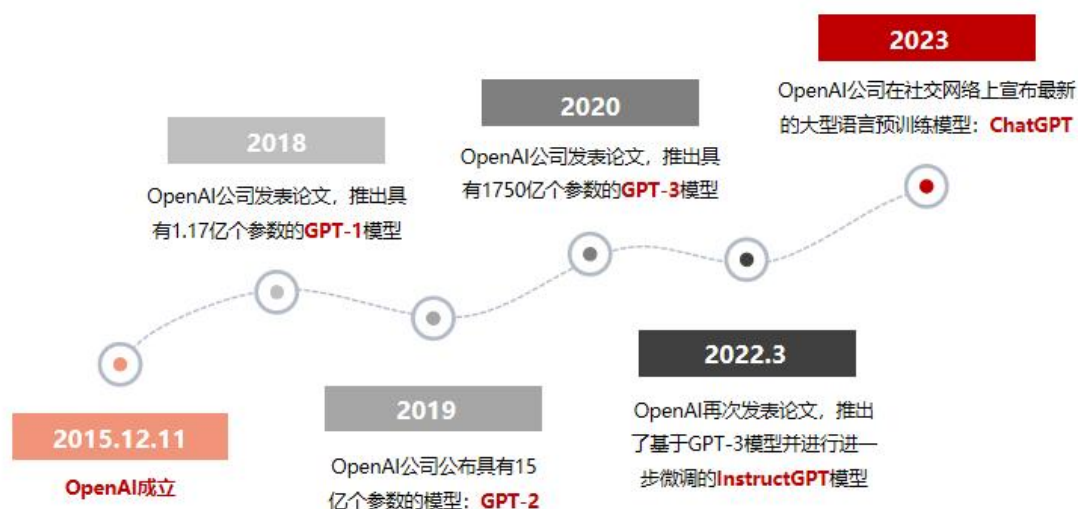 2015.12.11
OpenAI成立
2018
OpenAI公司发表论文，推出具
有1.17亿个参数的GPT-1模型
2019
OpenAI公司公布具有15
亿个参数的模型：GPT-2
2020
OpenAI公司发表论文，推出具
有1750亿个参数的GPT-3模型
2022.3
OpenAI再次发表论文，推出
了基于GPT-3模型并进行进一
步微调的InstructGPT模型
2023
OpenAI公司在社交网络上宣布最新
的大型语言预训练模型：ChatGPT